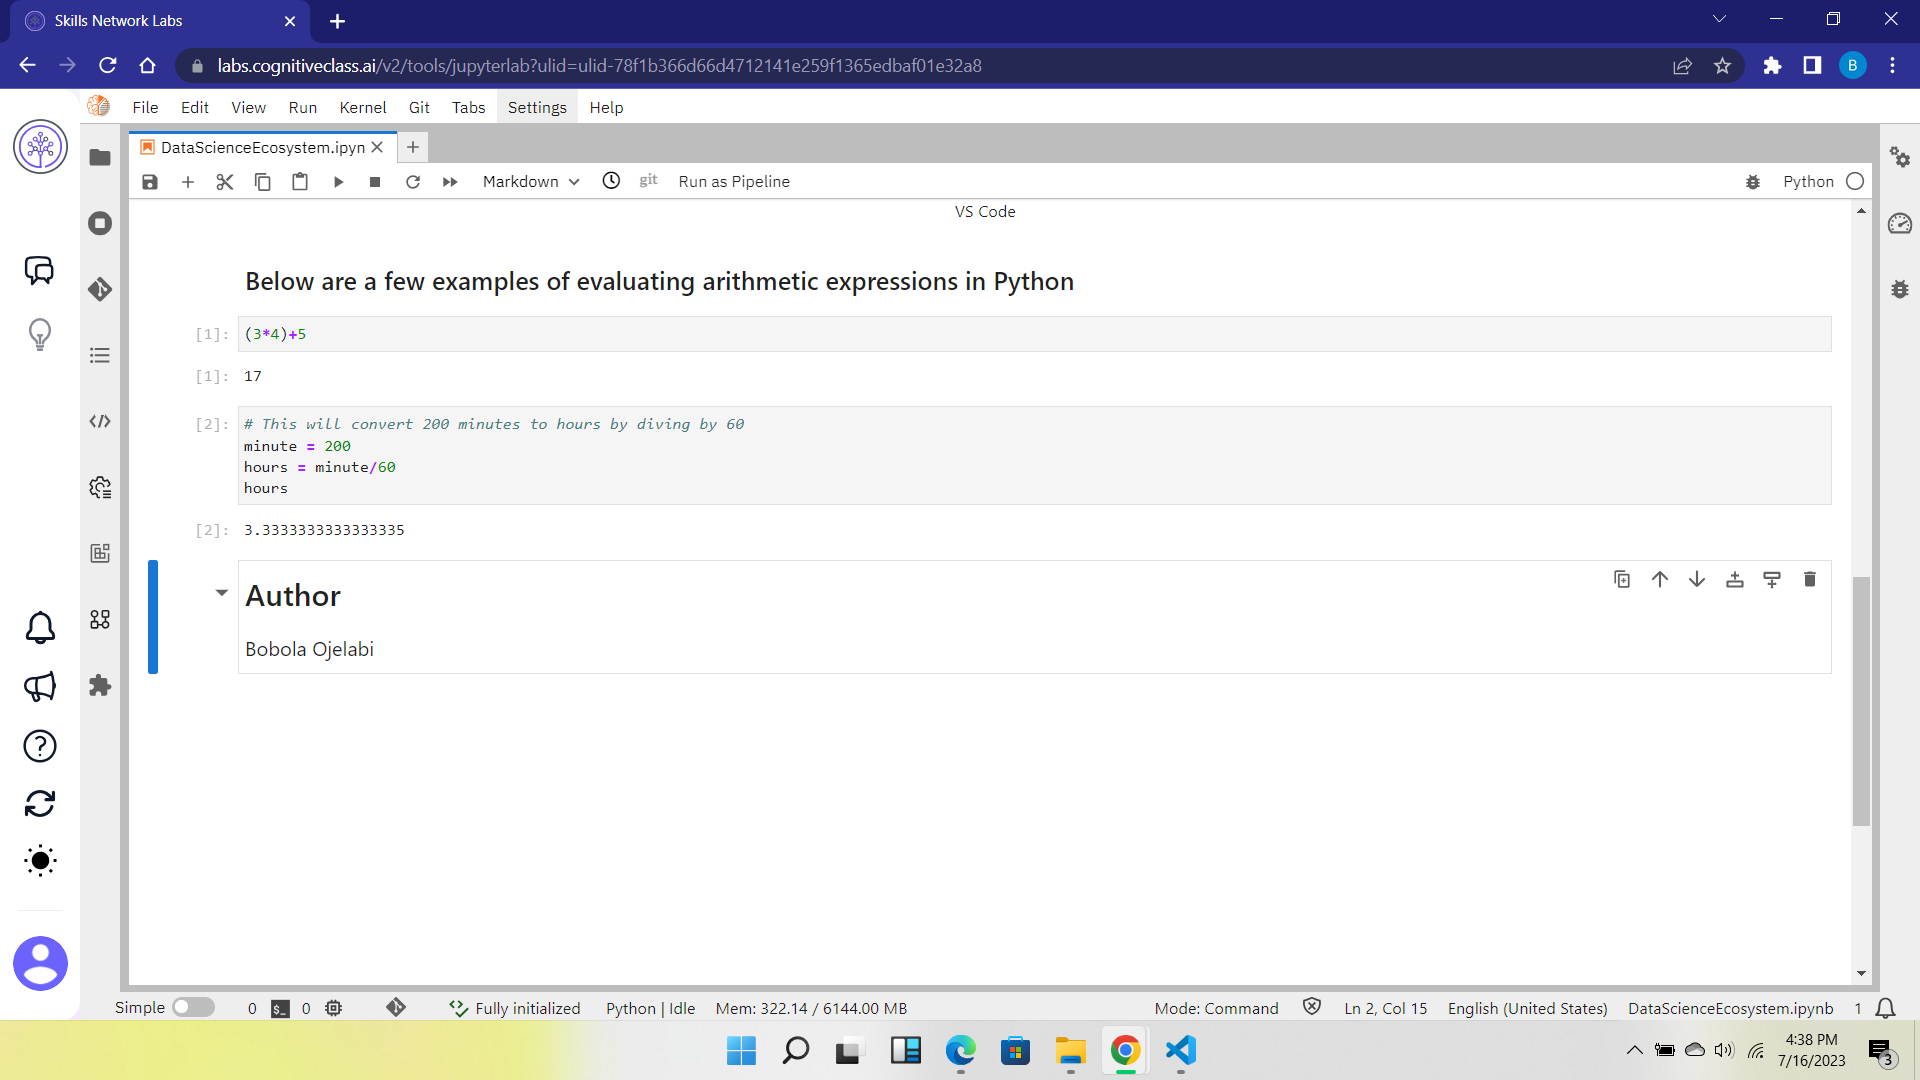 Skills Network Labs
labs.cognitiveclass.ai/v2/tools/jupyterlab?ulid=ulid-78f1b366d66d4712141e259f1365edbaf01e32a8
B
File Edit View Run Kernel Git Tabs Settings Help
DataScienceEcosystem.ipyn
Markdown git Run as Pipeline Python
VS Code
Below are a few examples of evaluating arithmetic expressions in Python
[1]: (3*4)+5
[1]: 17
[2]: # This will convert 200 minutes to hours by diving by 60
minute = 200
hours = minute/60
hours
[2]: 3.3333333333333335
Author
Bobola Ojelabi
Simple 0 $_ 0 Fully initialized Python | Idle Mem: 322.14 / 6144.00 MB Mode: Command Ln 2, Col 15 English (United States) DataScienceEcosystem.ipynb 1
4:38 PM
7/16/2023
3